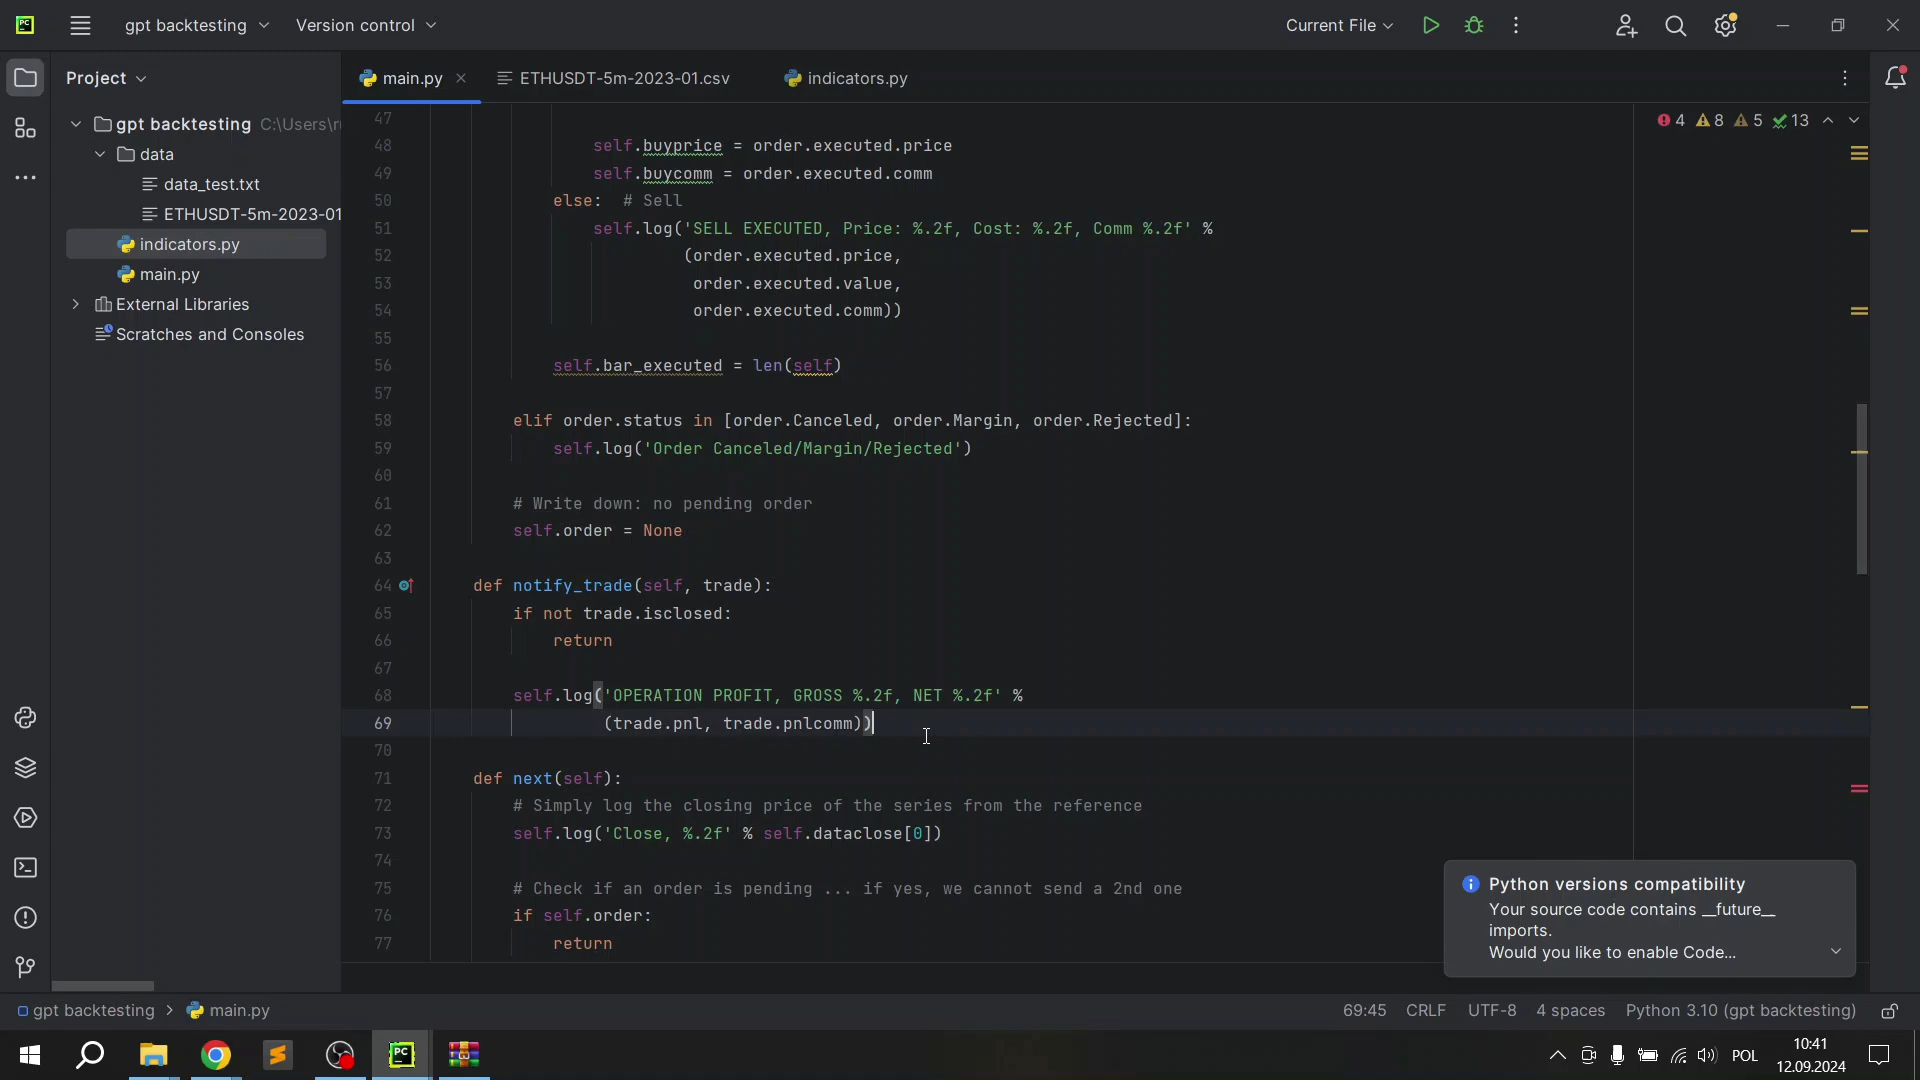 PC
gpt backtesting
Version control
Current File
Project
main.py
ETHUSDT-5m-2023-01.csv
indicators.py
gpt backtesting C:\Users\r
data
data_test.txt
ETHUSDT-5m-2023-01
indicators.py
main.py
External Libraries
Scratches and Consoles
4 8 5 13
47
48 self.buyprice = order.executed.price
49 self.buycomm = order.executed.comm
50 else:  # Sell
51 self.log('SELL EXECUTED, Price: %.2f, Cost: %.2f, Comm %.2f' %
52 (order.executed.price,
53 order.executed.value,
54 order.executed.comm))
55
56 self.bar_executed = len(self)
57
58 elif order.status in [order.Canceled, order.Margin, order.Rejected]:
59 self.log('Order Canceled/Margin/Rejected')
60
61 # Write down: no pending order
62 self.order = None
63
64 def notify_trade(self, trade):
65 if not trade.isclosed:
66 return
67
68 self.log('OPERATION PROFIT, GROSS %.2f, NET %.2f' %
69 (trade.pnl, trade.pnlcomm))
70
71 def next(self):
72 # Simply log the closing price of the series from the reference
73 self.log('Close, %.2f' % self.dataclose[0])
74
75 # Check if an order is pending ... if yes, we cannot send a 2nd one
76 if self.order:
77 return
Python versions compatibility
Your source code contains __future__
imports.
Would you like to enable Code...
gpt backtesting > main.py
69:45 CRLF UTF-8 4 spaces Python 3.10 (gpt backtesting)
PC
POL
10:41
12.09.2024